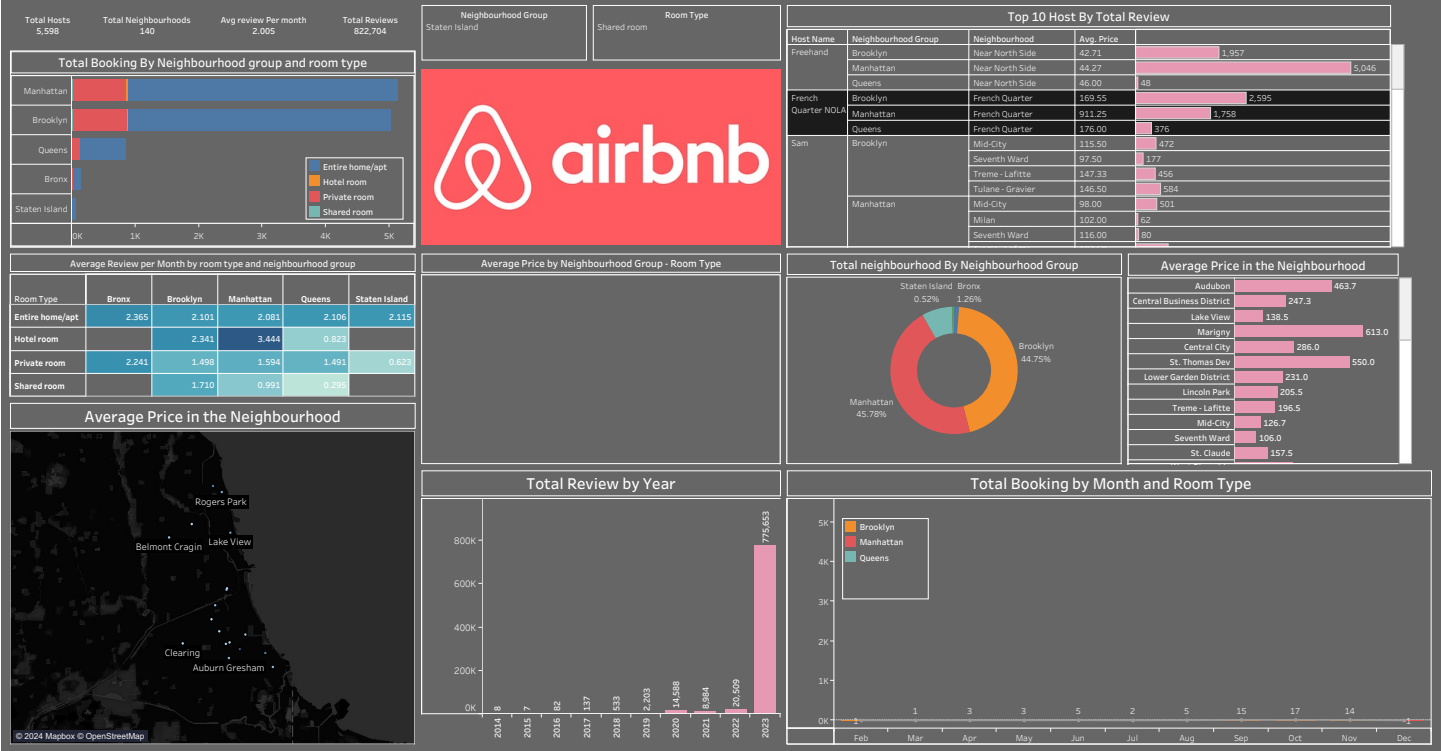 Total Hosts
5,598
Total Neighbourhoods
140
Avg review Per month
2.005
Total Reviews
822,704
Neighbourhood Group
Staten Island
Room Type
Shared room
Total Booking By Neighbourhood group and room type
Manhattan
Brooklyn
Queens
Bronx
Staten Island
Entire home/apt
Hotel room
Private room
Shared room
0K 1K 2K 3K 4K 5K
airbnb
Top 10 Host By Total Review
Host Name Neighbourhood Group Neighbourhood Avg. Price
Freehand Brooklyn Near North Side 42.71 1,957
Manhattan Near North Side 44.27 5,046
Queens Near North Side 46.00 48
French Quarter NOLA Brooklyn French Quarter 169.55 2,595
Manhattan French Quarter 911.25 1,758
Queens French Quarter 176.00 376
Sam Brooklyn Mid-City 115.50 472
Seventh Ward 97.50 177
Treme - Lafitte 147.33 456
Tulane - Gravier 146.50 584
Manhattan Mid-City 98.00 501
Milan 102.00 62
Seventh Ward 116.00 80
Average Review per Month by room type and neighbourhood group
Room Type Bronx Brooklyn Manhattan Queens Staten Island
Entire home/apt 2.365 2.101 2.081 2.106 2.115
Hotel room 2.341 3.444 0.823
Private room 2.241 1.498 1.594 1.491 0.623
Shared room 1.710 0.991 0.295
Average Price by Neighbourhood Group - Room Type
Total neighbourhood By Neighbourhood Group
Staten Island
0.52%
Bronx
1.26%
Brooklyn
44.75%
Manhattan
45.78%
Average Price in the Neighbourhood
Audubon 463.7
Central Business District 247.3
Lake View 138.5
Marigny 613.0
Central City 286.0
St. Thomas Dev 550.0
Lower Garden District 231.0
Lincoln Park 205.5
Treme - Lafitte 196.5
Mid-City 126.7
Seventh Ward 106.0
St. Claude 157.5
Average Price in the Neighbourhood
Rogers Park
Belmont Cragin
Lake View
Clearing
Auburn Gresham
© 2024 Mapbox © OpenStreetMap
Total Review by Year
800K
600K
400K
200K
0K
8 7 82 137 533 2,203 14,588 8,984 20,509 775,653
2014 2015 2016 2017 2018 2019 2020 2021 2022 2023
Total Booking by Month and Room Type
Brooklyn
Manhattan
Queens
5K
4K
3K
2K
1K
0K
1 1 3 3 5 2 5 15 17 14 1
Feb Mar Apr May Jun Jul Aug Sep Oct Nov Dec